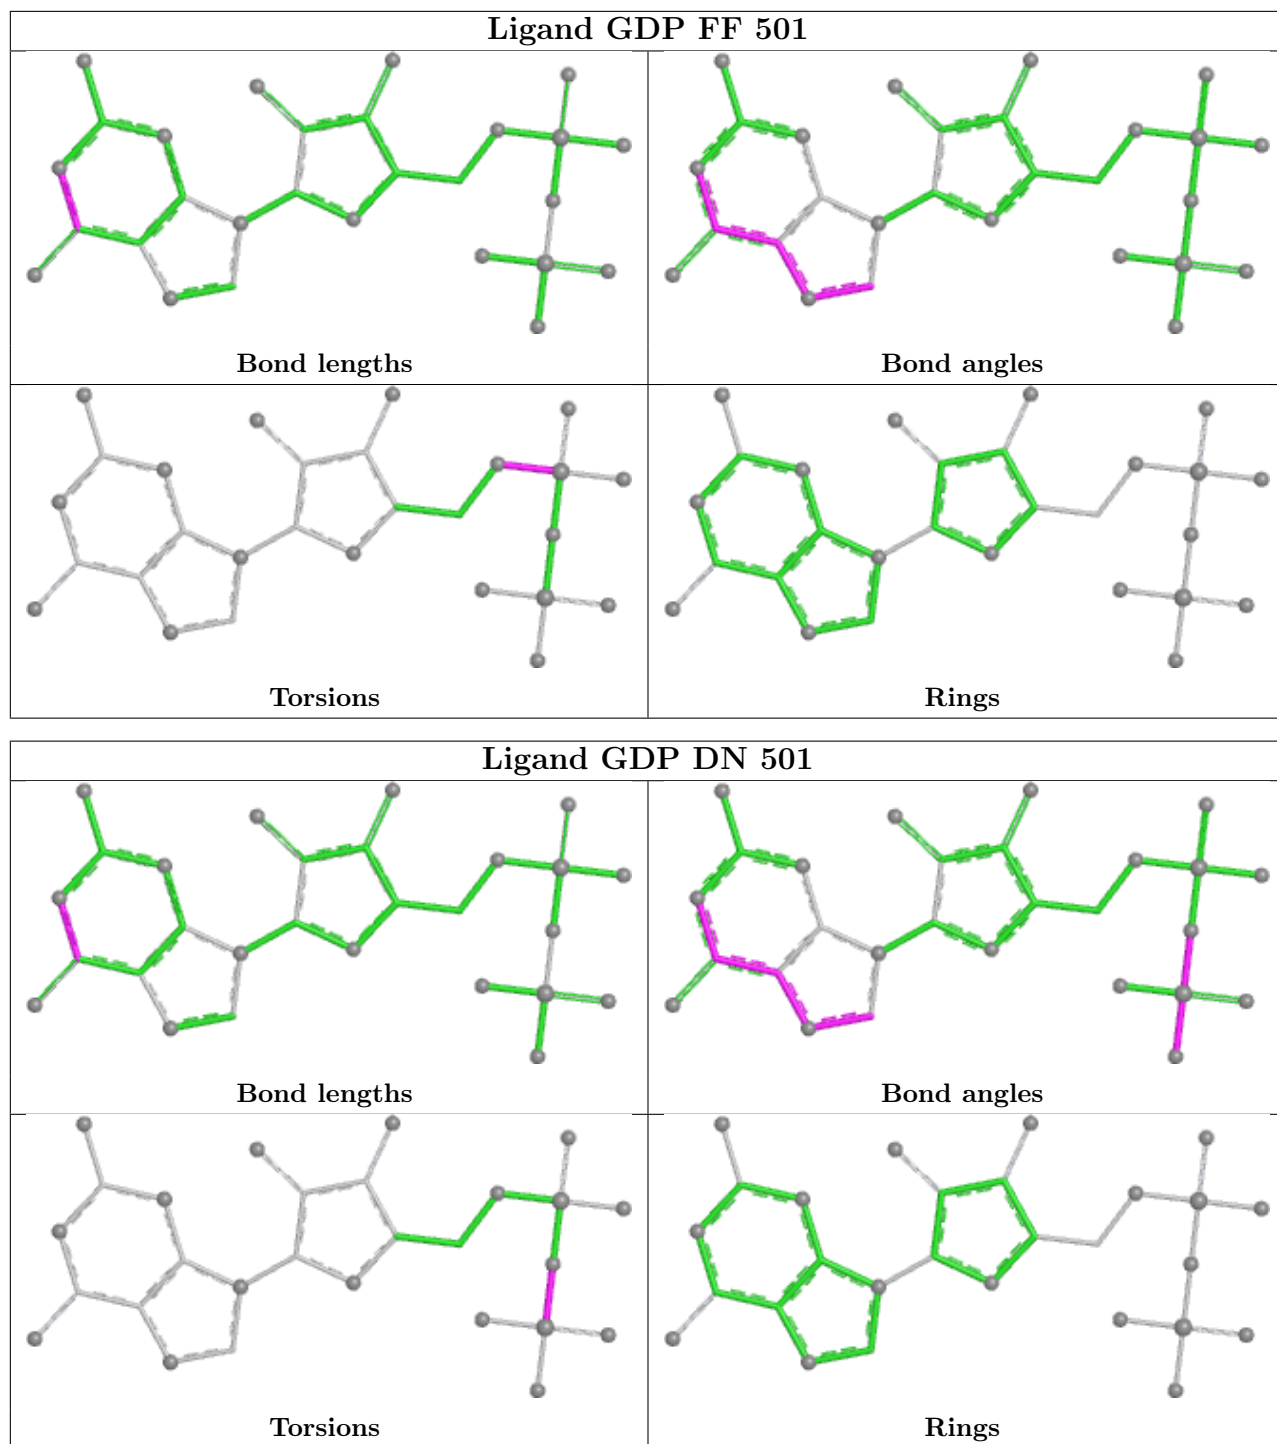 Ligand GDP FF 501
Bond lengths
Bond angles
Torsions
Rings
Ligand GDP DN 501
Bond lengths
Bond angles
Torsions
Rings